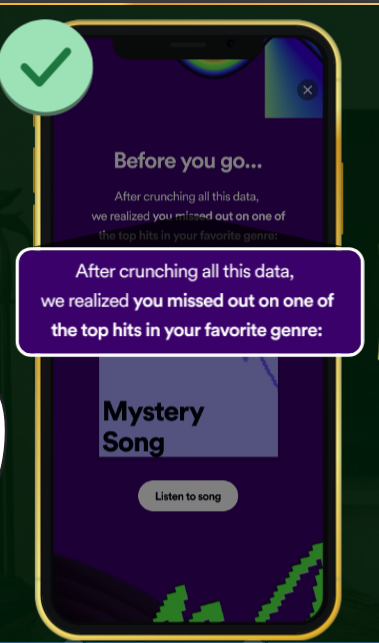 Before you go...
After crunching all this data,
we realized you missed out on one of
the top hits in your favorite genre:
After crunching all this data,
we realized you missed out on one of
the top hits in your favorite genre:
Mystery
Song
Listen to song